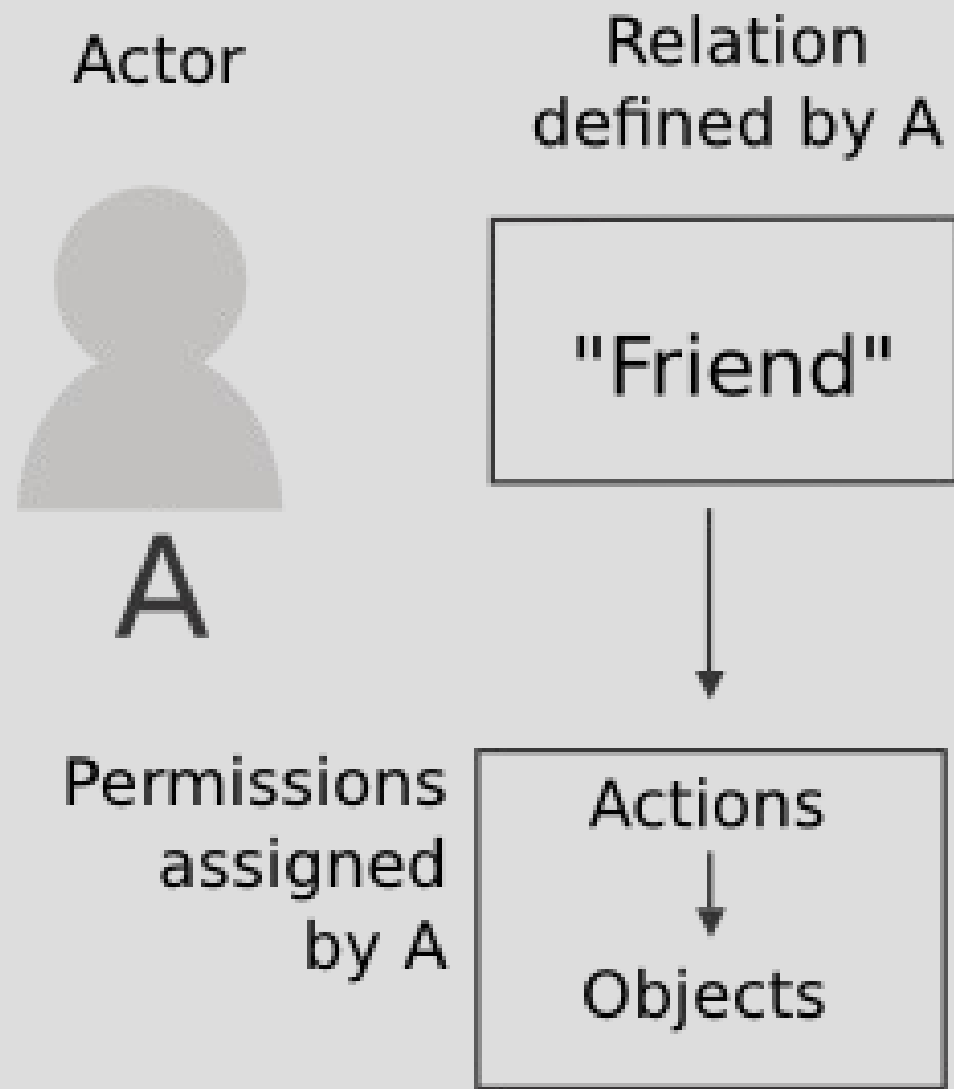 Actor
Relation
defined by A
"Friend"
A
Permissions
assigned
by A
Actions
Objects